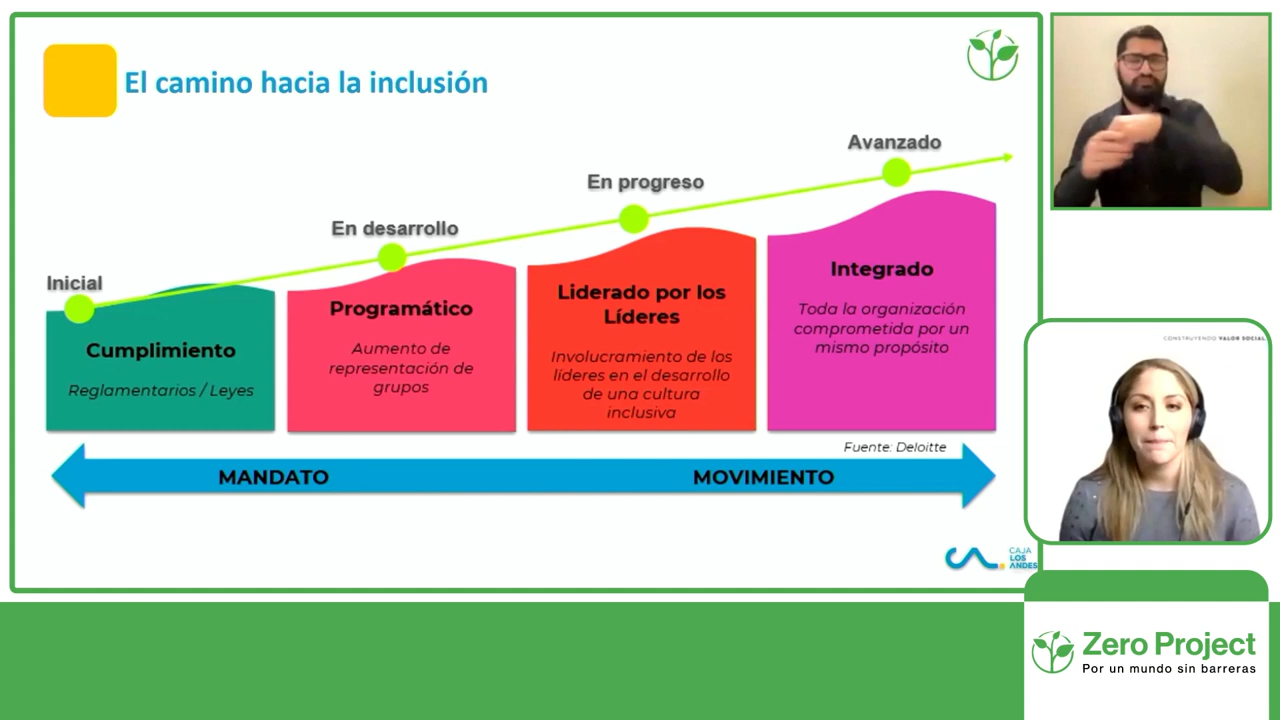 El camino hacia la inclusión
Inicial
En desarrollo
En progreso
Avanzado
Cumplimiento
Reglamentarios / Leyes
Programático
Aumento de
representación de
grupos
Liderado por los
Líderes
Involucramiento de los
líderes en el desarrollo
de una cultura
inclusiva
Integrado
Toda la organización
comprometida por un
mismo propósito
Fuente: Deloitte
MANDATO
MOVIMIENTO
CAJA
LOS
ANDES
CONSTRUYENDO VALOR SOCIAL
Zero Project
Por un mundo sin barreras